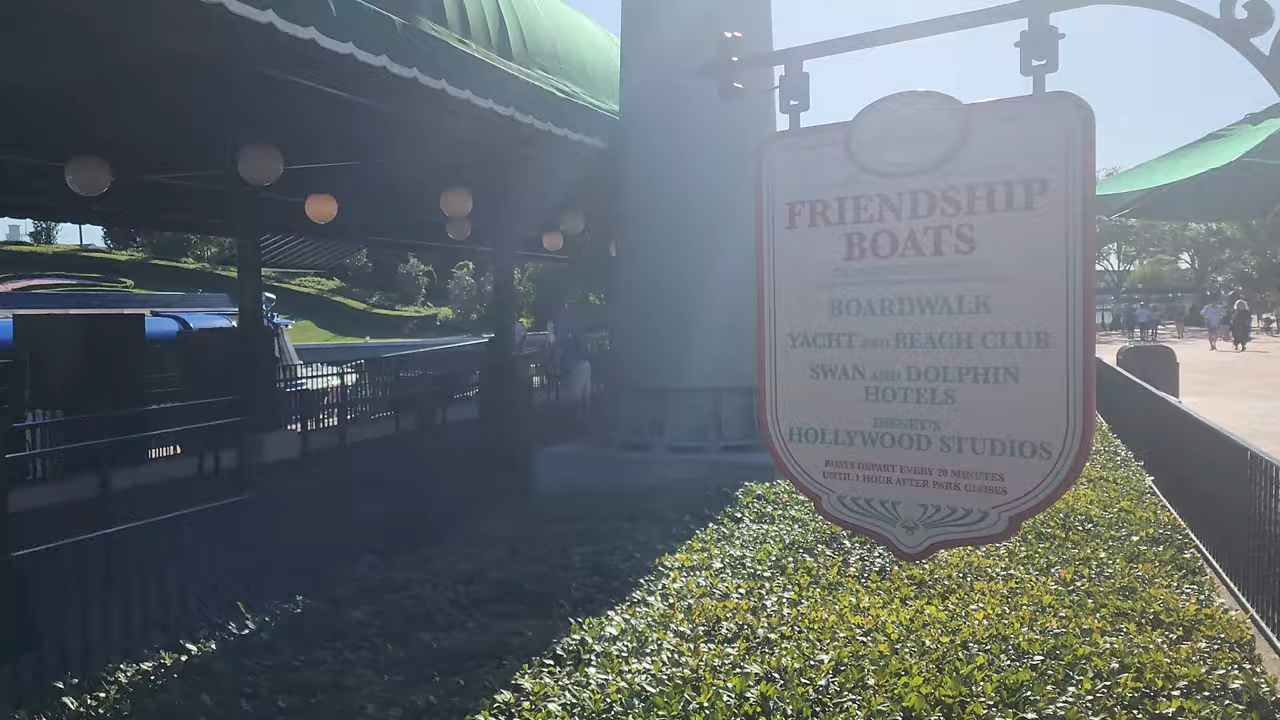 FRIENDSHIP
BOATS
BOARDWALK
YACHT AND BEACH CLUB
SWAN AND DOLPHIN
HOTELS
DISNEY'S
HOLLYWOOD STUDIOS
BOATS DEPART EVERY 20 MINUTES
UNTIL 1 HOUR AFTER PARK CLOSES